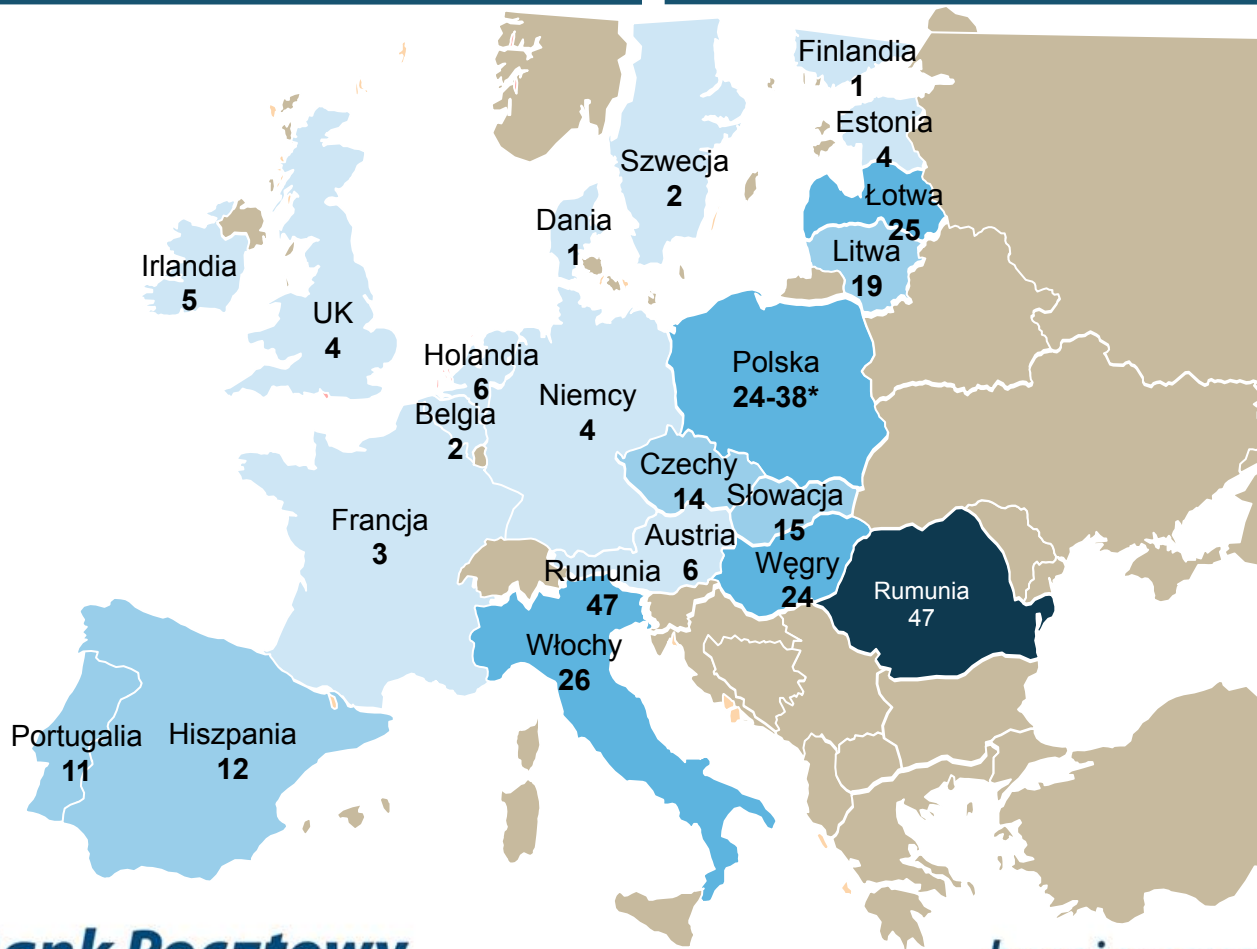 Finlandia
1
Estonia
4
Szwecja
2
Łotwa
25
Dania
1
Litwa
19
Irlandia
5
UK
4
Holandia
6
Polska
24-38*
Niemcy
4
Belgia
2
Czechy
14
Słowacja
15
Francja
3
Austria
6
Węgry
24
Rumunia
47
Rumunia
47
Włochy
26
Portugalia
11
Hiszpania
12